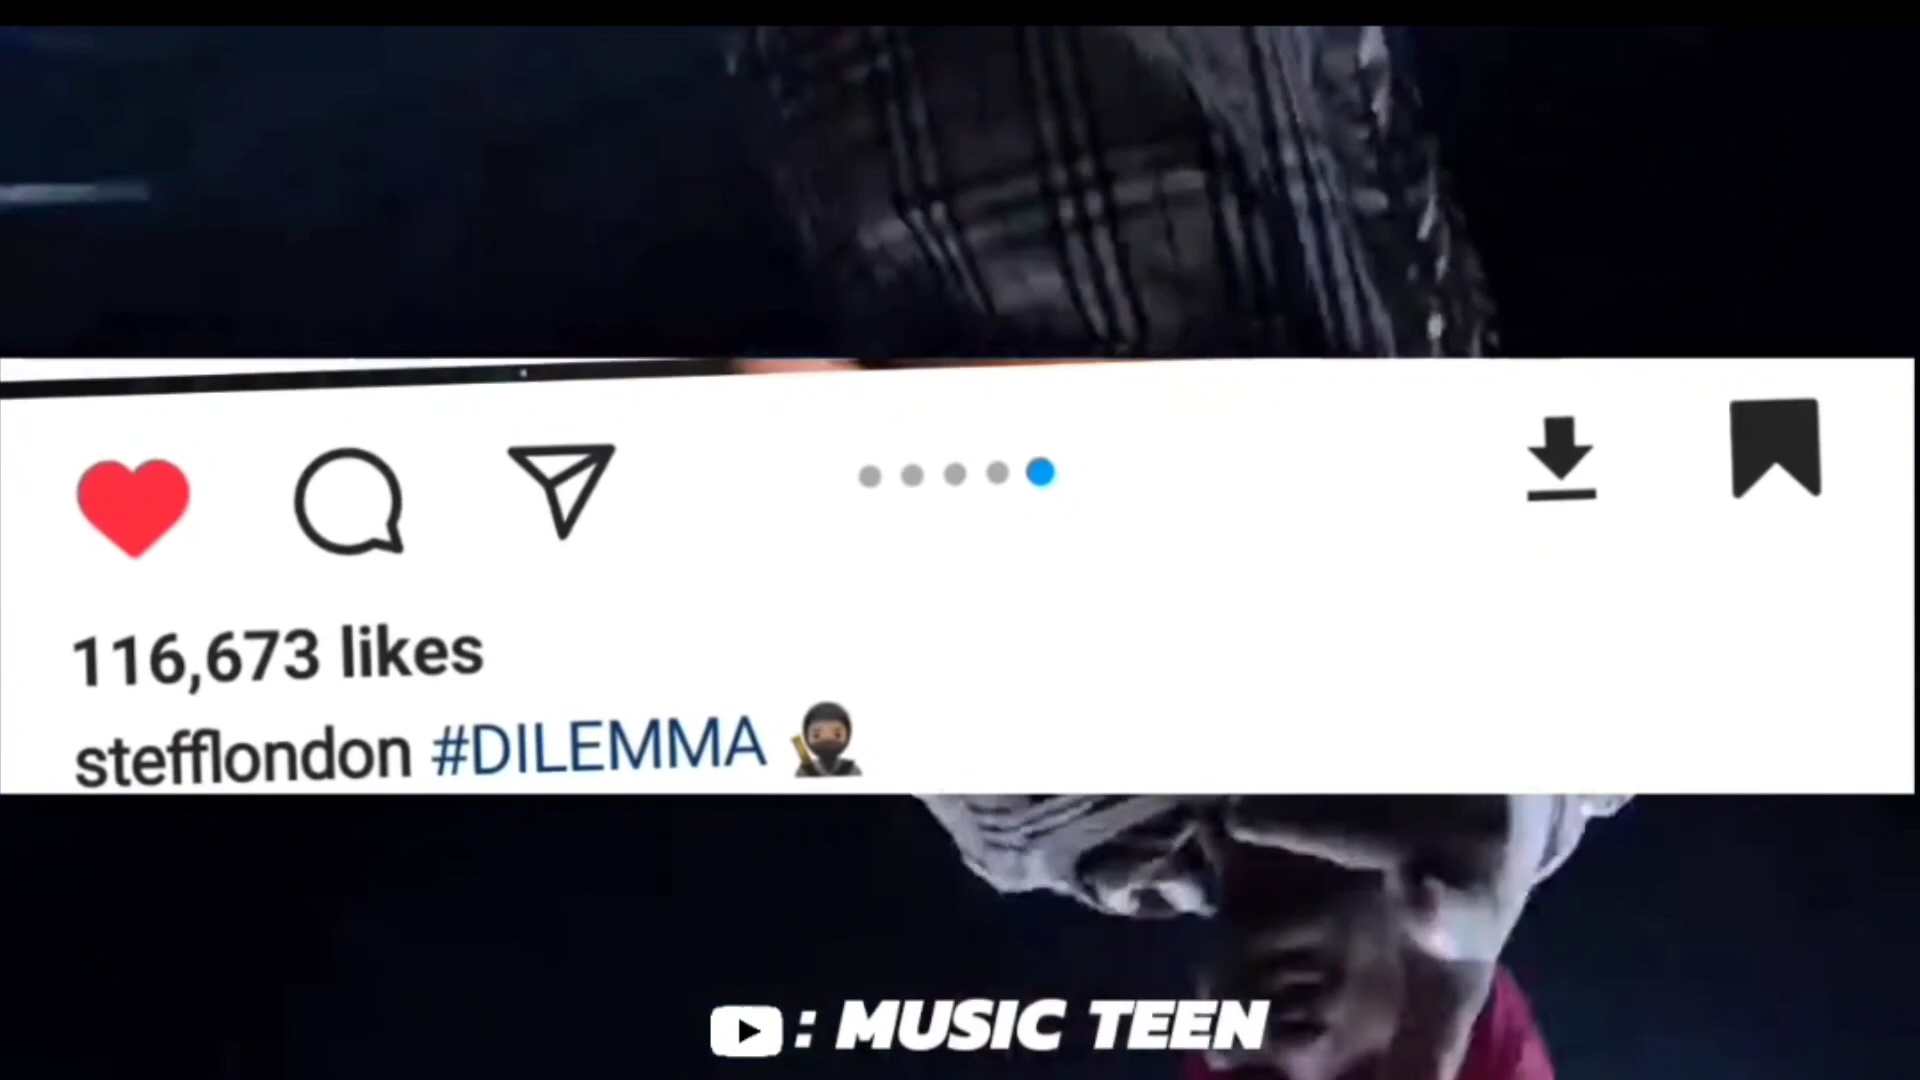 116,673 likes
stefflondon #DILEMMA 🥷🏽
: MUSIC TEEN